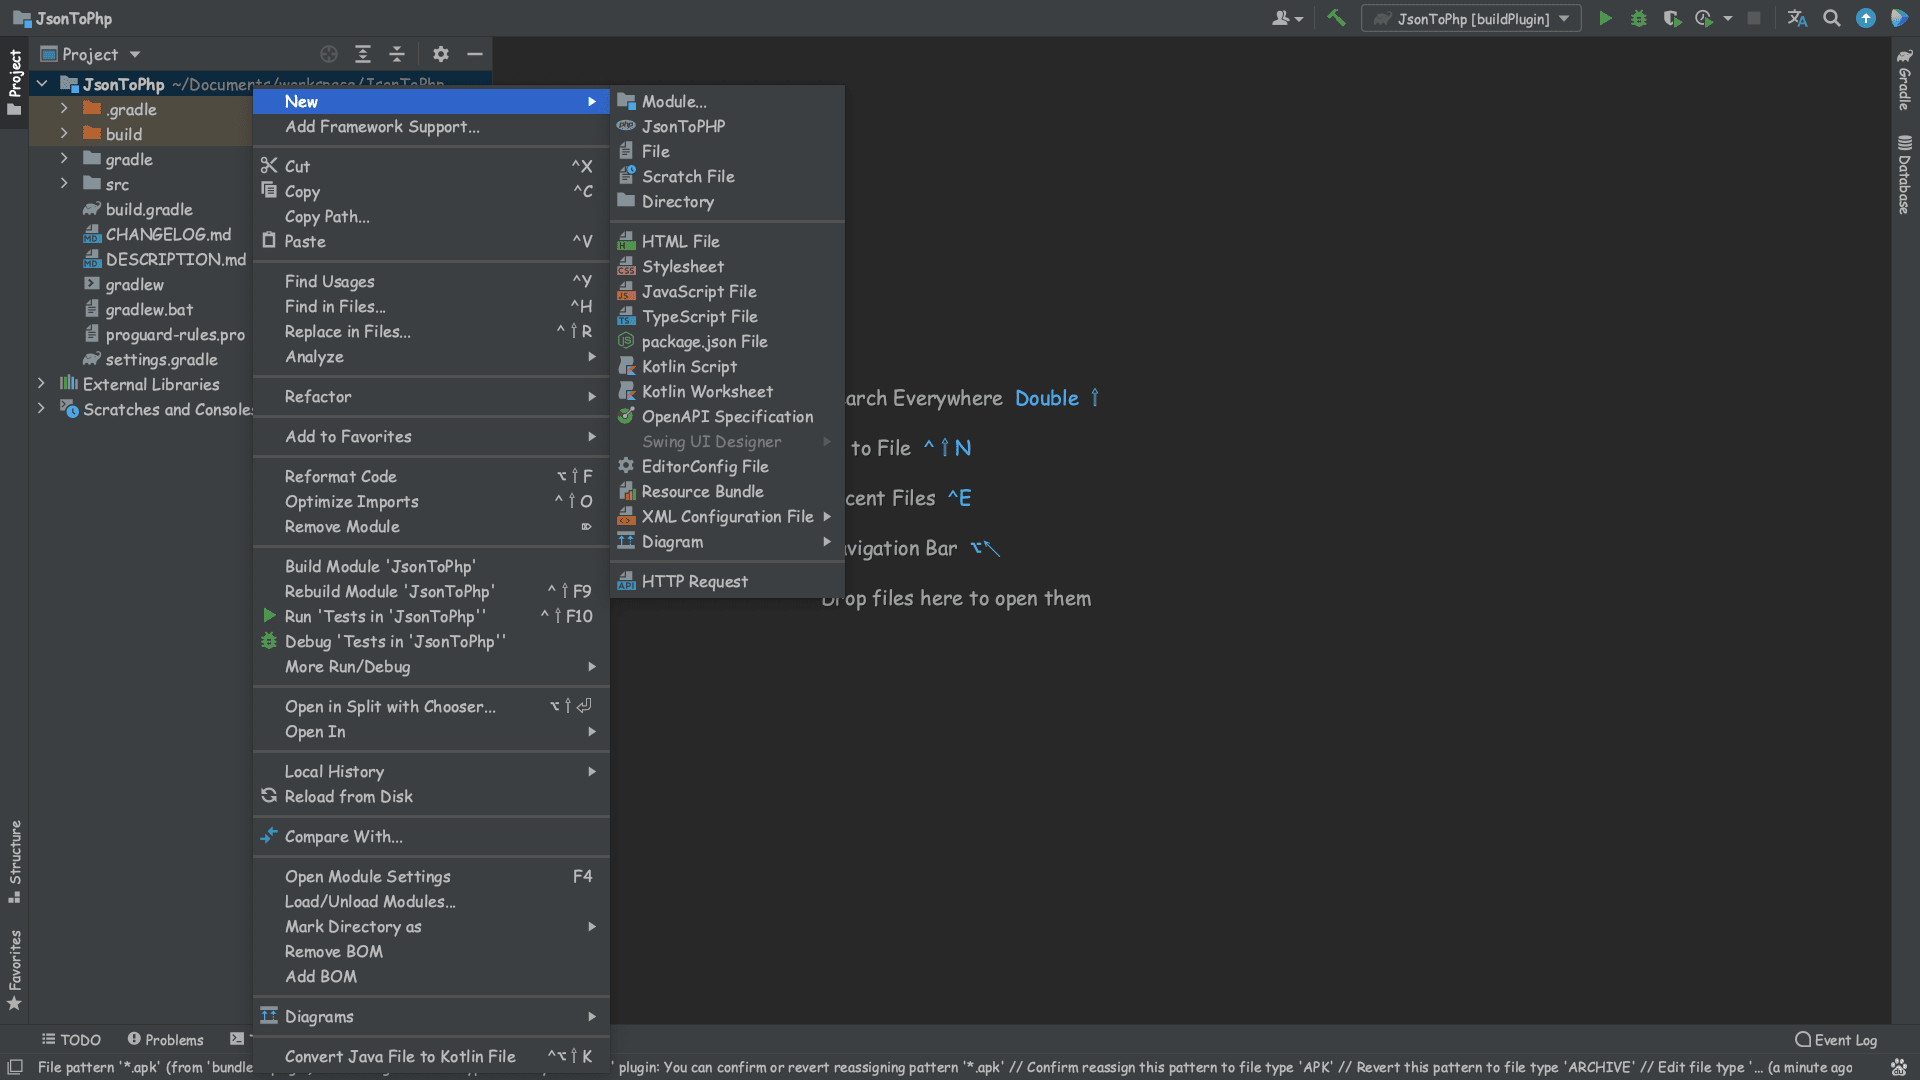 JsonToPhp
JsonToPhp [buildPlugin]
Project
Project
JsonToPhp ~/Documents/workspace/JsonToPhp
.gradle
build
gradle
src
build.gradle
CHANGELOG.md
DESCRIPTION.md
gradlew
gradlew.bat
proguard-rules.pro
settings.gradle
External Libraries
Scratches and Consoles
New
Add Framework Support...
Cut ^X
Copy ^C
Copy Path...
Paste ^V
Find Usages ^Y
Find in Files... ^H
Replace in Files... ^⇧R
Analyze
Refactor
Add to Favorites
Reformat Code ⌥⇧F
Optimize Imports ^⇧O
Remove Module ⌦
Build Module 'JsonToPhp'
Rebuild Module 'JsonToPhp' ^⇧F9
Run 'Tests in 'JsonToPhp'' ^⇧F10
Debug 'Tests in 'JsonToPhp''
More Run/Debug
Open in Split with Chooser... ⌥⇧⏎
Open In
Local History
Reload from Disk
Compare With...
Open Module Settings F4
Load/Unload Modules...
Mark Directory as
Remove BOM
Add BOM
Diagrams
Convert Java File to Kotlin File ^⌥⇧K
Module...
JsonToPHP
File
Scratch File
Directory
HTML File
Stylesheet
JavaScript File
TypeScript File
package.json File
Kotlin Script
Kotlin Worksheet
OpenAPI Specification
Swing UI Designer
EditorConfig File
Resource Bundle
XML Configuration File
Diagram
HTTP Request
arch Everywhere Double ⇧
to File ^⇧N
cent Files ^E
avigation Bar ⌥↖
Drop files here to open them
Gradle
Database
Structure
Favorites
TODO
Problems
Event Log
File pattern '*.apk' (from 'bundle
' plugin: You can confirm or revert reassigning pattern '*.apk' // Confirm reassign this pattern to file type 'APK' // Revert this pattern to file type 'ARCHIVE' // Edit file type '... (a minute ago